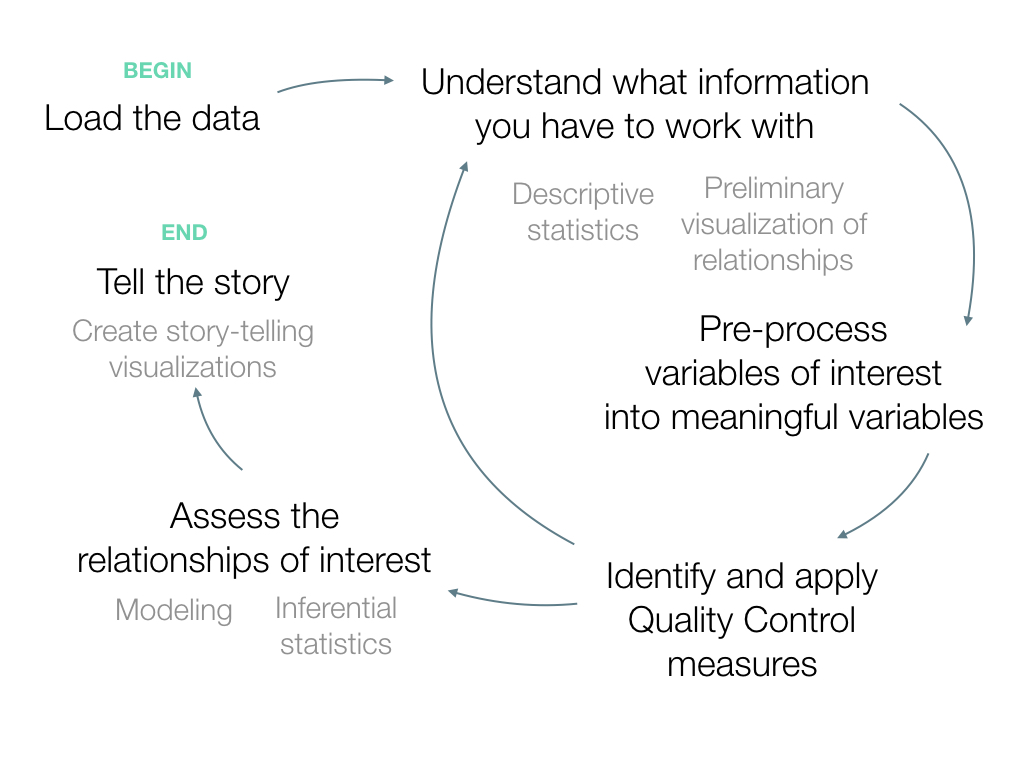 BEGIN
Load the data
Understand what information
you have to work with
Descriptive
statistics
Preliminary
visualization of
relationships
Pre-process
variables of interest
into meaningful variables
Identify and apply
Quality Control
measures
Assess the
relationships of interest
Modeling
Inferential
statistics
END
Tell the story
Create story-telling
visualizations